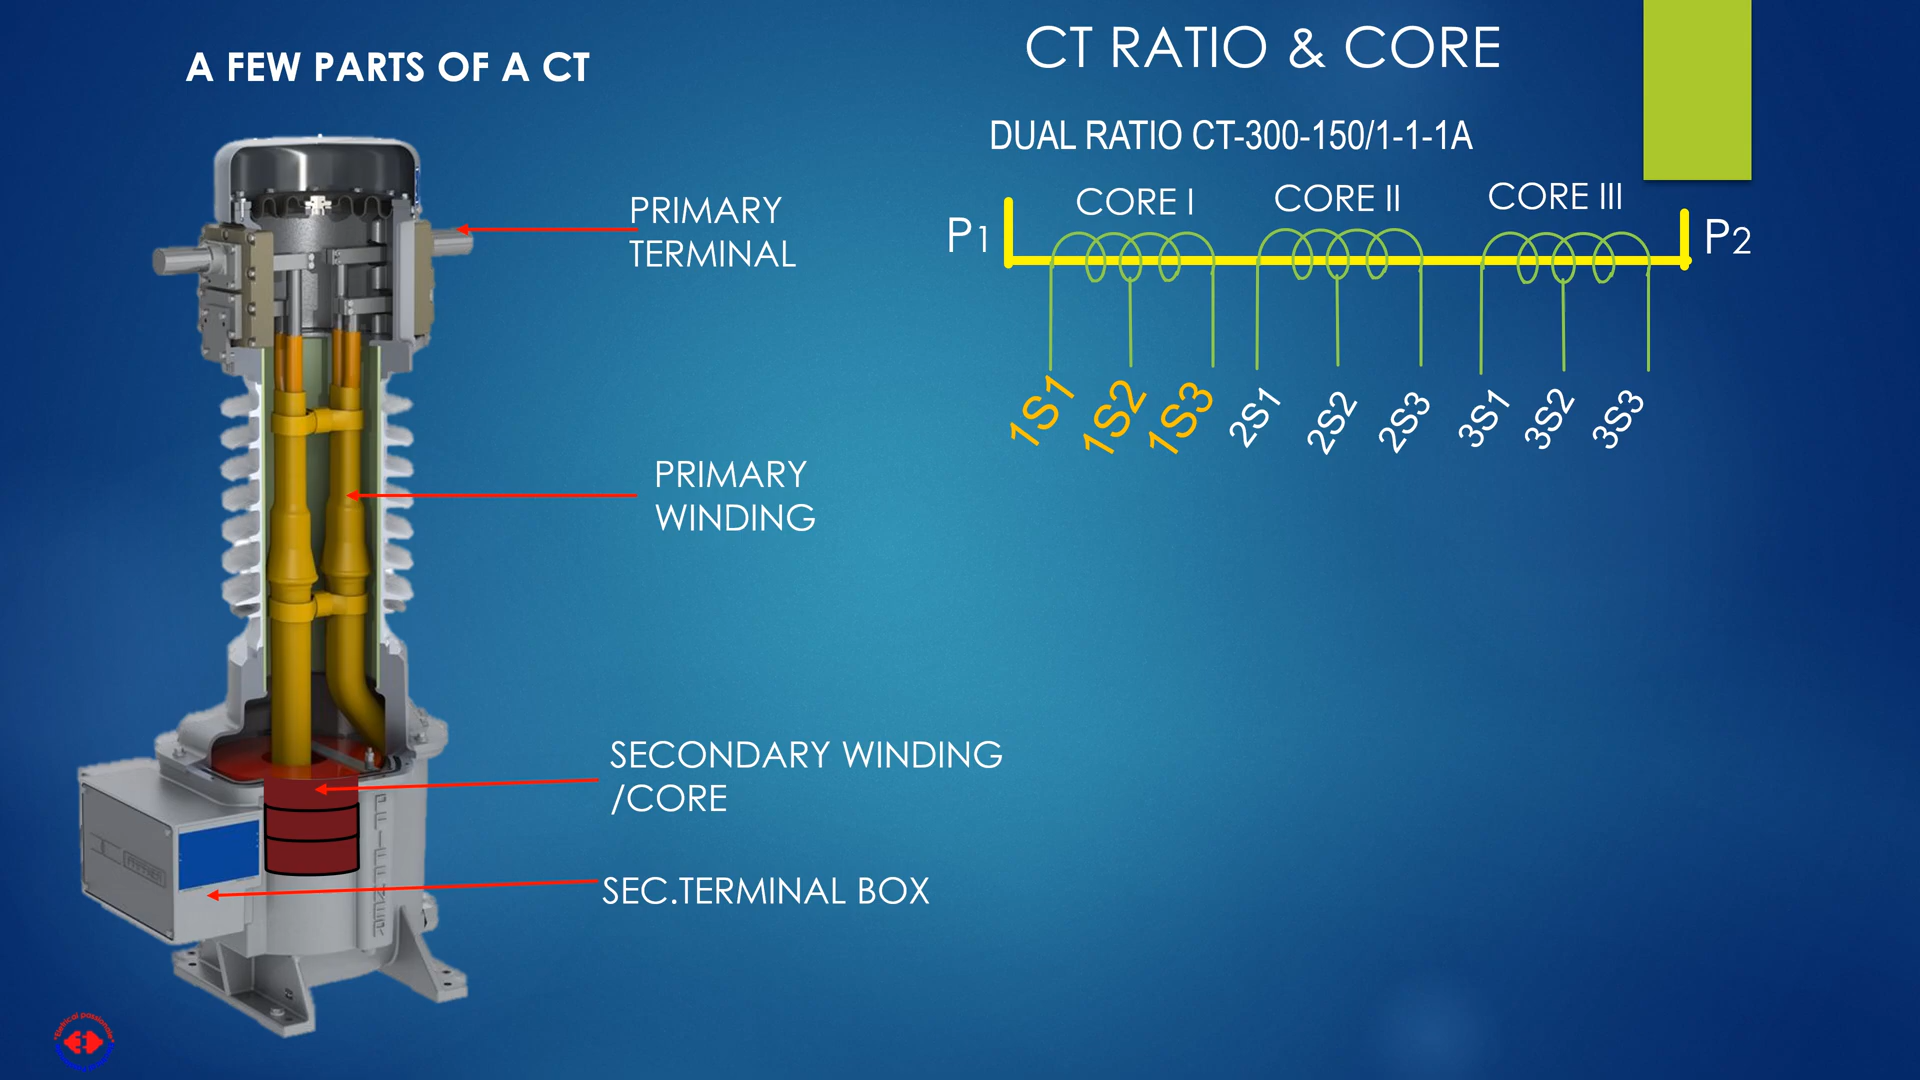 A FEW PARTS OF A CT
PRIMARY
TERMINAL
PRIMARY
WINDING
SECONDARY WINDING
/CORE
SEC.TERMINAL BOX
PFIFFNER
CT RATIO & CORE
DUAL RATIO CT-300-150/1-1-1A
CORE I
CORE II
CORE III
P1
P2
1S1
1S2
1S3
2S1
2S2
2S3
3S1
3S2
3S3